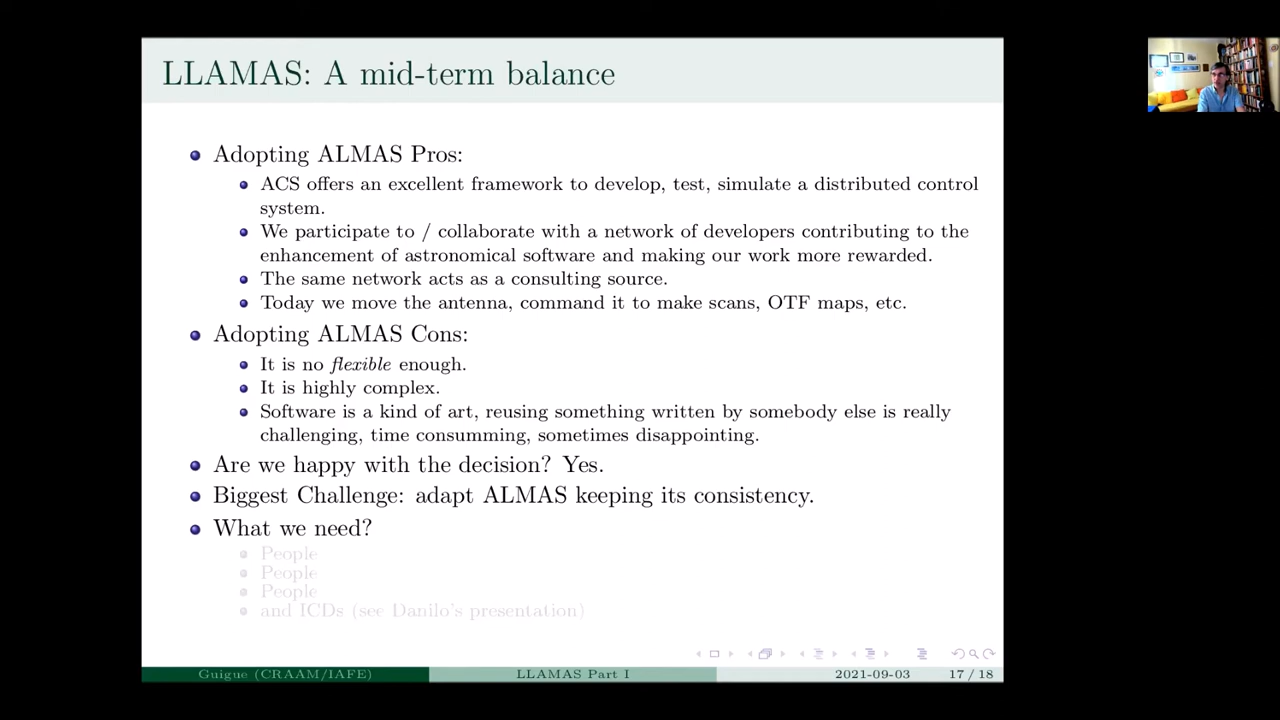 LLAMAS: A mid-term balance
Adopting ALMAS Pros:
ACS offers an excellent framework to develop, test, simulate a distributed control
system.
We participate to / collaborate with a network of developers contributing to the
enhancement of astronomical software and making our work more rewarded.
The same network acts as a consulting source.
Today we move the antenna, command it to make scans, OTF maps, etc.
Adopting ALMAS Cons:
It is no flexible enough.
It is highly complex.
Software is a kind of art, reusing something written by somebody else is really
challenging, time consumming, sometimes disappointing.
Are we happy with the decision? Yes.
Biggest Challenge: adapt ALMAS keeping its consistency.
What we need?
People
People
People
and ICDs (see Danilo's presentation)
Guigue (CRAAM/IAFE)
LLAMAS Part I
2021-09-03
17 / 18